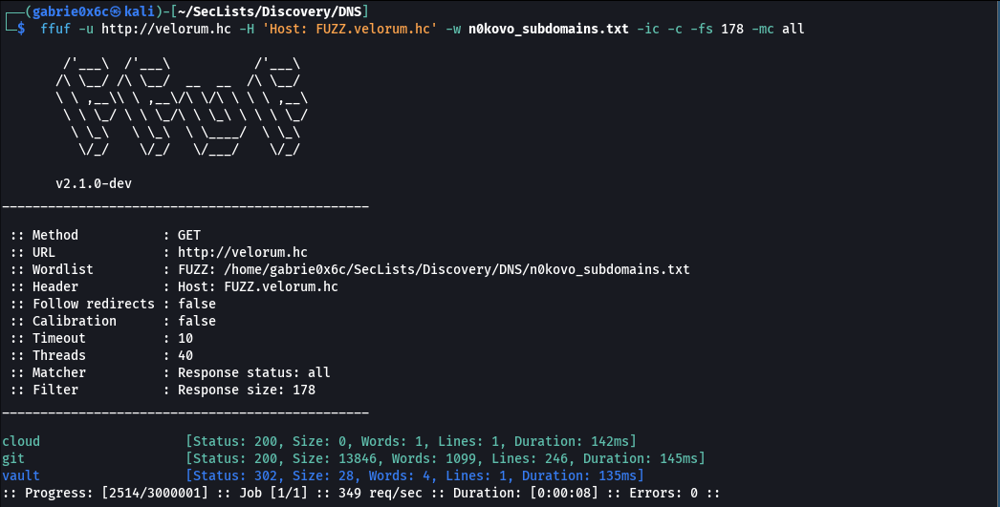 ┌──(gabrie0x6c㉿kali)-[~/SecLists/Discovery/DNS]
└─$ ffuf -u http://velorum.hc -H 'Host: FUZZ.velorum.hc' -w n0kovo_subdomains.txt -ic -c -fs 178 -mc all

        /'___\  /'___\           /'___\
       /\ \__/ /\ \__/  __  __  /\ \__/
       \ \ ,__\\ \ ,__\/\ \/\ \ \ \ ,__\
        \ \ \_/ \ \ \_/\ \ \_\ \ \ \ \_/
         \ \_\   \ \_\  \ \____/  \ \_\
          \/_/    \/_/   \/___/    \/_/

       v2.1.0-dev
________________________________________________

 :: Method           : GET
 :: URL              : http://velorum.hc
 :: Wordlist         : FUZZ: /home/gabrie0x6c/SecLists/Discovery/DNS/n0kovo_subdomains.txt
 :: Header           : Host: FUZZ.velorum.hc
 :: Follow redirects : false
 :: Calibration      : false
 :: Timeout          : 10
 :: Threads          : 40
 :: Matcher          : Response status: all
 :: Filter           : Response size: 178
________________________________________________

cloud                   [Status: 200, Size: 0, Words: 1, Lines: 1, Duration: 142ms]
git                     [Status: 200, Size: 13846, Words: 1099, Lines: 246, Duration: 145ms]
vault                   [Status: 302, Size: 28, Words: 4, Lines: 1, Duration: 135ms]
:: Progress: [2514/3000001] :: Job [1/1] :: 349 req/sec :: Duration: [0:00:08] :: Errors: 0 ::